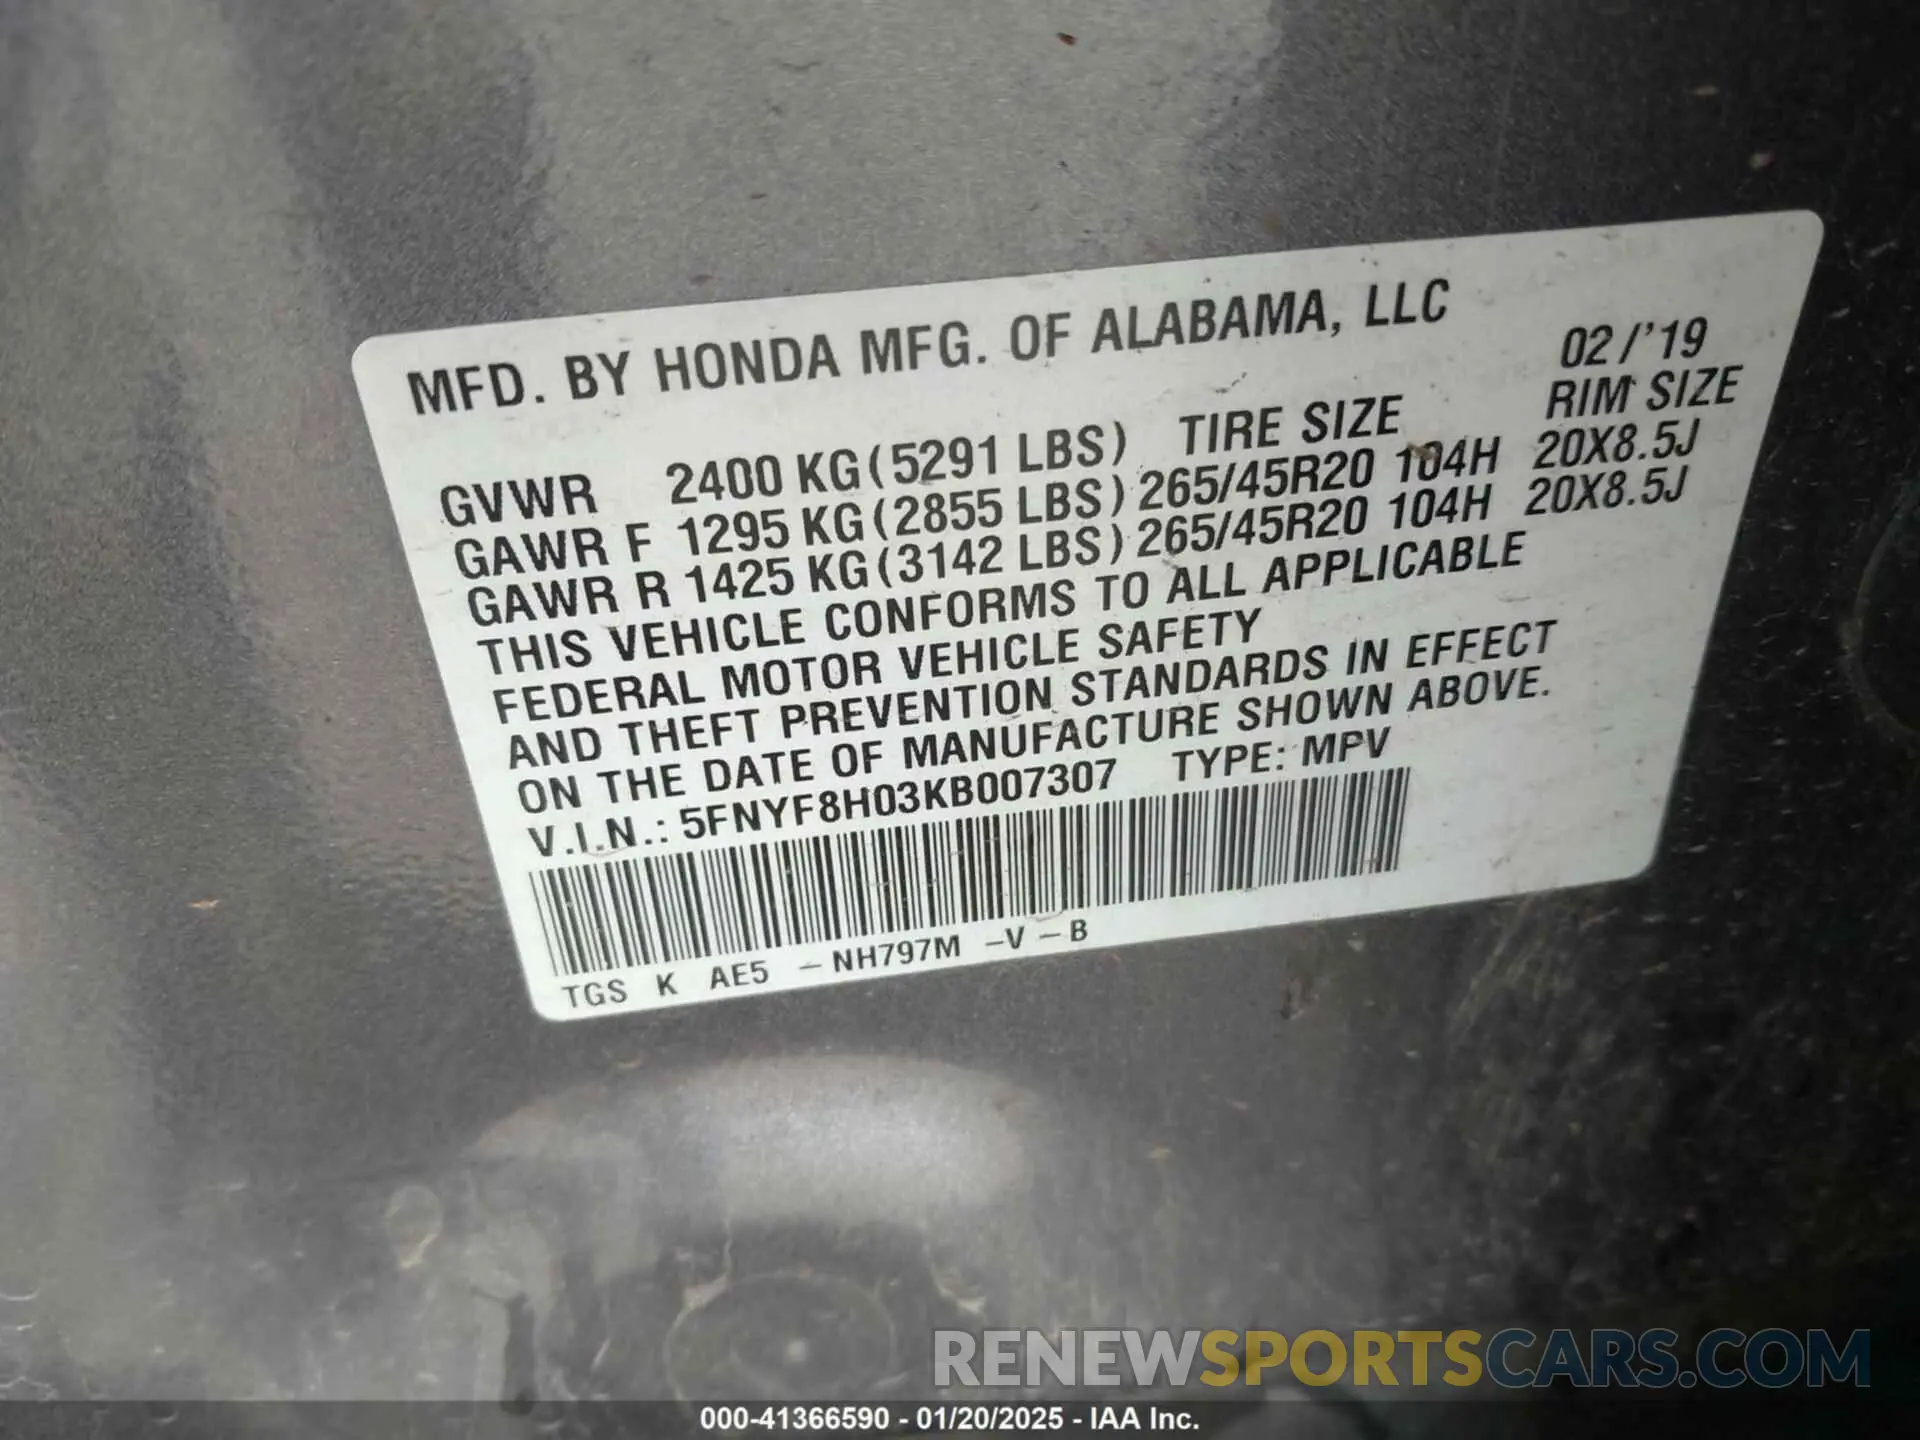 MFD. BY HONDA MFG. OF ALABAMA, LLC
02/'19
GVWR 2400 KG(5291 LBS) TIRE SIZE RIM SIZE
GAWR F 1295 KG(2855 LBS) 265/45R20 104H 20X8.5J
GAWR R 1425 KG(3142 LBS) 265/45R20 104H 20X8.5J
THIS VEHICLE CONFORMS TO ALL APPLICABLE
FEDERAL MOTOR VEHICLE SAFETY
AND THEFT PREVENTION STANDARDS IN EFFECT
ON THE DATE OF MANUFACTURE SHOWN ABOVE.
V.I.N.: 5FNYF8H03KB007307 TYPE: MPV
TGS K AE5 -NH797M -V-B
RENEWSPORTSCARS.COM
000-41366590 - 01/20/2025 - IAA Inc.